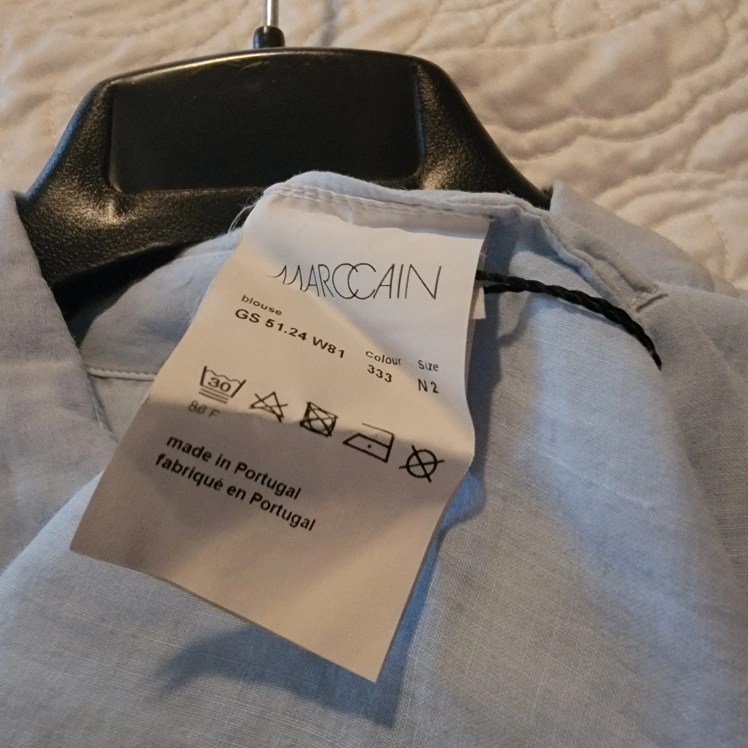 MARCCAIN
blouse
GS 51.24 W81
Colour Size
333 N2
30
86 F
made in Portugal
fabriqué en Portugal